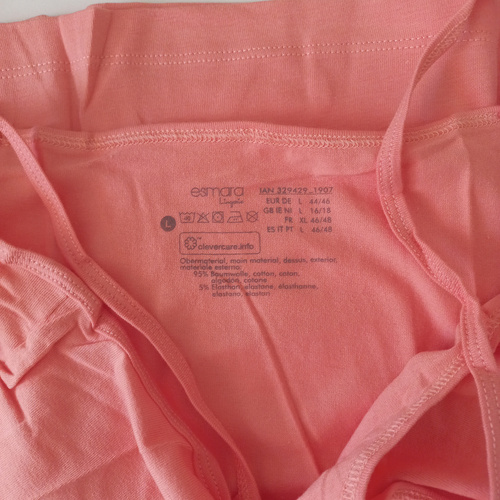 esmara
Lingerie
IAN 329429_1907
EUR DE L 44/46
GB IE NI L 16/18
FR XL 46/48
ES IT PT L 46/48
L
clevercare.info
Obermaterial, main material, dessus, exterior,
materiale esterno:
95% Baumwolle, cotton, coton,
algodón, cotone
5% Elasthan, elastane, élasthanne,
elastano, elastan